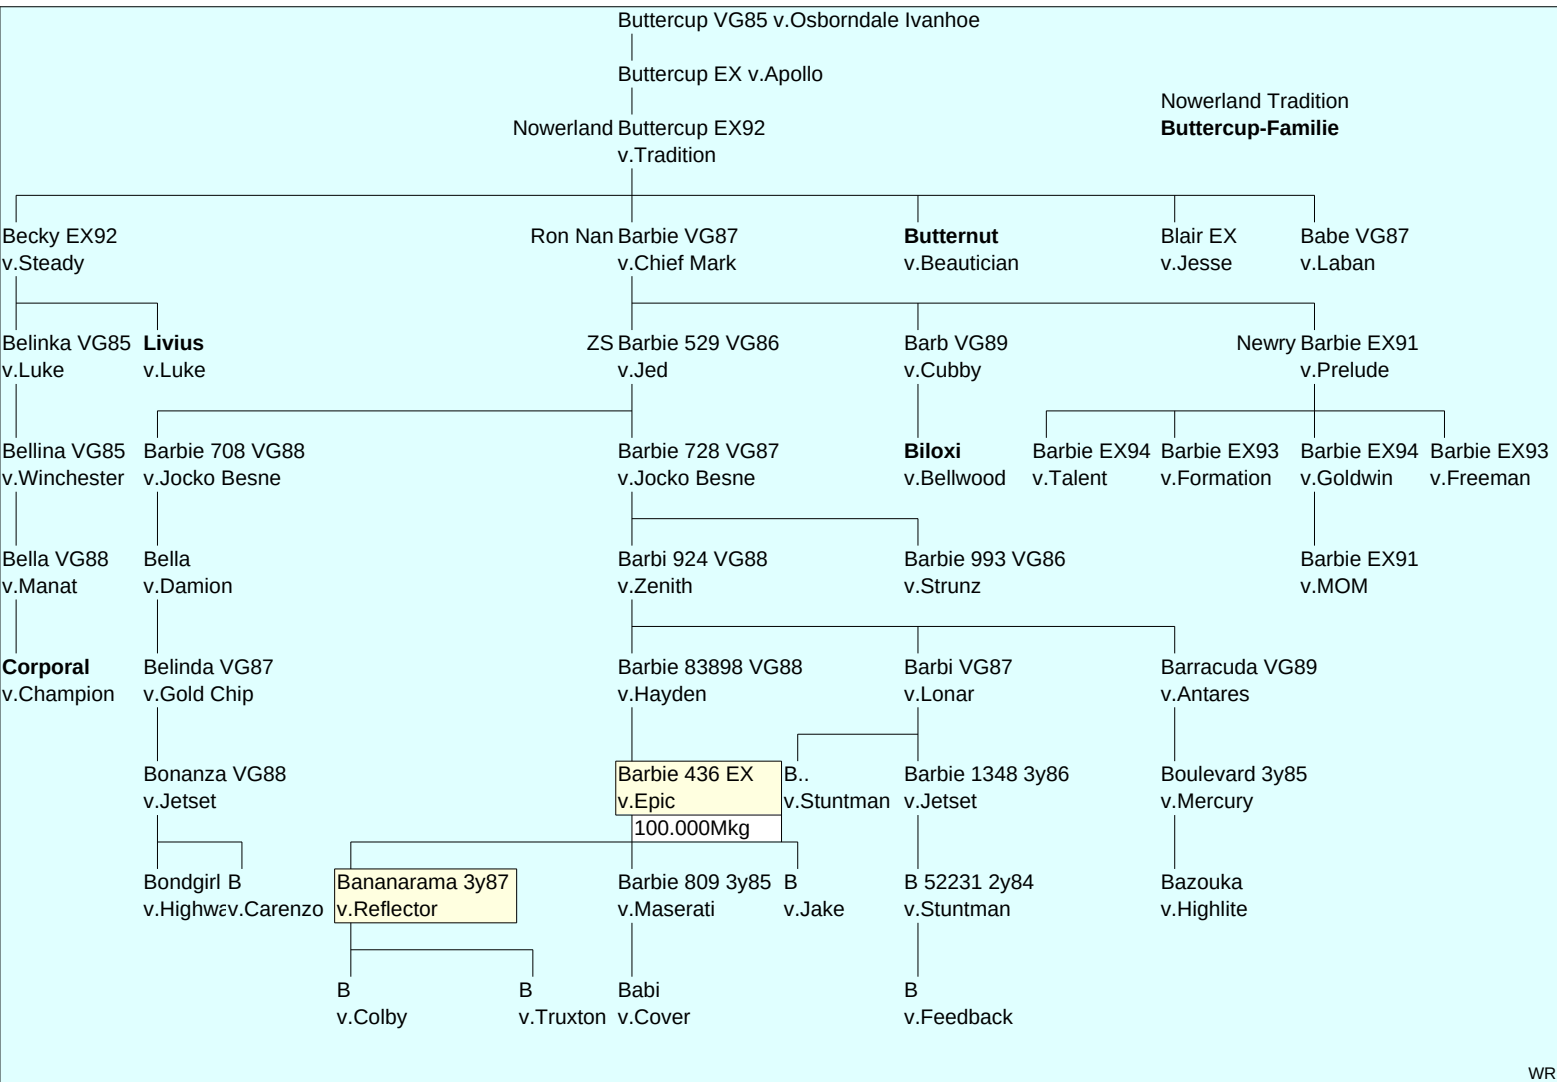 Buttercup VG85 v.Osborndale Ivanhoe
Buttercup EX v.Apollo
Nowerland Tradition
Nowerland Buttercup EX92 Buttercup-Familie
v.Tradition
Becky EX92 Ron Nan Barbie VG87 Butternut Blair EX Babe VG87
v.Steady v.Chief Mark v.Beautician v.Jesse v.Laban
Belinka VG85 Livius ZS Barbie 529 VG86 Barb VG89 Newry Barbie EX91
v.Luke v.Luke v.Jed v.Cubby v.Prelude
Bellina VG85 Barbie 708 VG88 Barbie 728 VG87 Biloxi Barbie EX94 Barbie EX93 Barbie EX94 Barbie EX93
v.Winchester v.Jocko Besne v.Jocko Besne v.Bellwood v.Talent v.Formation v.Goldwin v.Freeman
Bella VG88 Bella Barbi 924 VG88 Barbie 993 VG86 Barbie EX91
v.Manat v.Damion v.Zenith v.Strunz v.MOM
Corporal Belinda VG87 Barbie 83898 VG88 Barbi VG87 Barracuda VG89
v.Champion v.Gold Chip v.Hayden v.Lonar v.Antares
Bonanza VG88 Barbie 436 EX B.. Barbie 1348 3y86 Boulevard 3y85
v.Jetset v.Epic v.Stuntman v.Jetset v.Mercury
100.000Mkg
Bondgirl B Bananarama 3y87 Barbie 809 3y85 B B 52231 2y84 Bazouka
v.Carenzo v.Reflector v.Maserati v.Jake v.Stuntman v.Highlite
B B Babi B
v.Colby v.Truxton v.Cover v.Feedback
WR